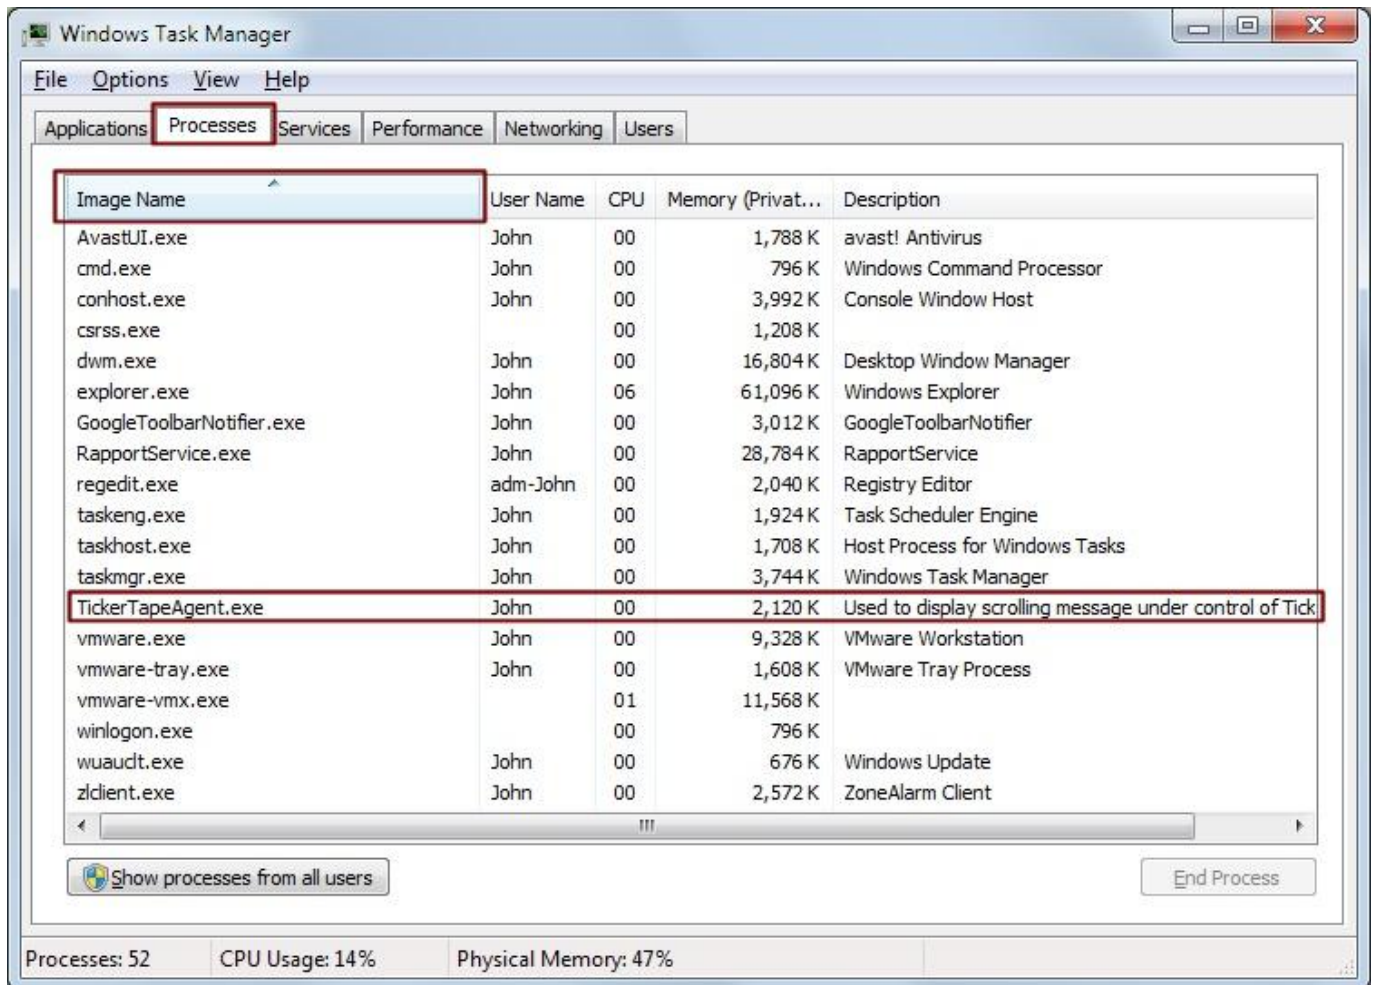 Windows Task Manager
File Options View Help
Applications Processes Services Performance Networking Users
Image Name User Name CPU Memory (Privat... Description
AvastUI.exe John 00 1,788 K avast! Antivirus
cmd.exe John 00 796 K Windows Command Processor
conhost.exe John 00 3,992 K Console Window Host
csrss.exe 00 1,208 K
dwm.exe John 00 16,804 K Desktop Window Manager
explorer.exe John 06 61,096 K Windows Explorer
GoogleToolbarNotifier.exe John 00 3,012 K GoogleToolbarNotifier
RapportService.exe John 00 28,784 K RapportService
regedit.exe adm-John 00 2,040 K Registry Editor
taskeng.exe John 00 1,924 K Task Scheduler Engine
taskhost.exe John 00 1,708 K Host Process for Windows Tasks
taskmgr.exe John 00 3,744 K Windows Task Manager
TickerTapeAgent.exe John 00 2,120 K Used to display scrolling message under control of Tick
vmware.exe John 00 9,328 K VMware Workstation
vmware-tray.exe John 00 1,608 K VMware Tray Process
vmware-vmx.exe 01 11,568 K
winlogon.exe 00 796 K
wuauclt.exe John 00 676 K Windows Update
zlclient.exe John 00 2,572 K ZoneAlarm Client
Show processes from all users End Process
Processes: 52 CPU Usage: 14% Physical Memory: 47%